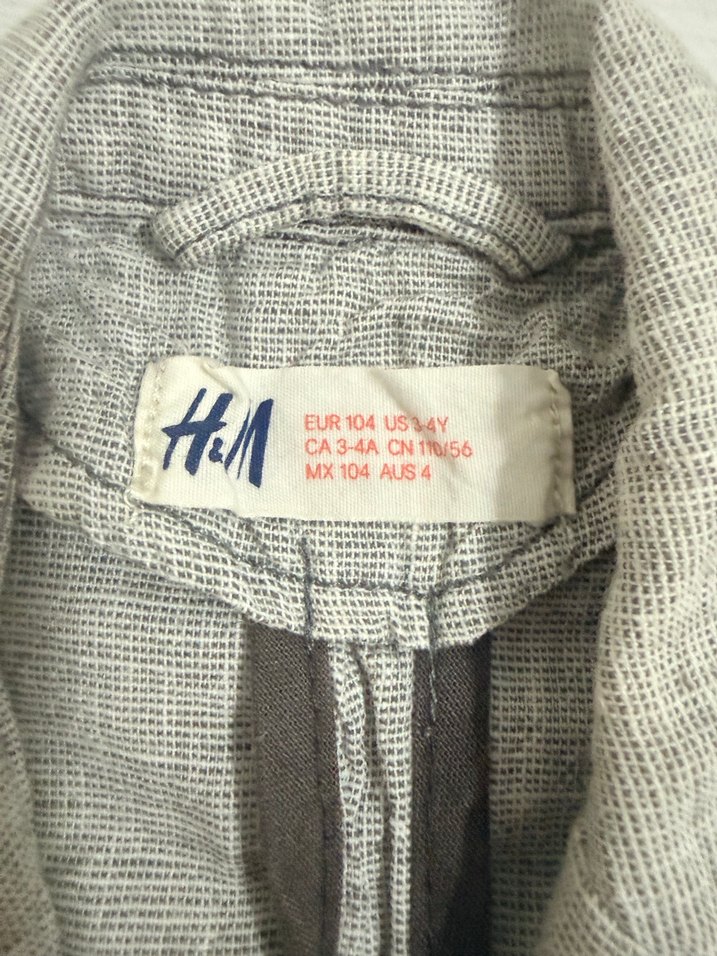 H&M
EUR 104 US 3-4Y
CA 3-4A CN 110/56
MX 104 AUS 4